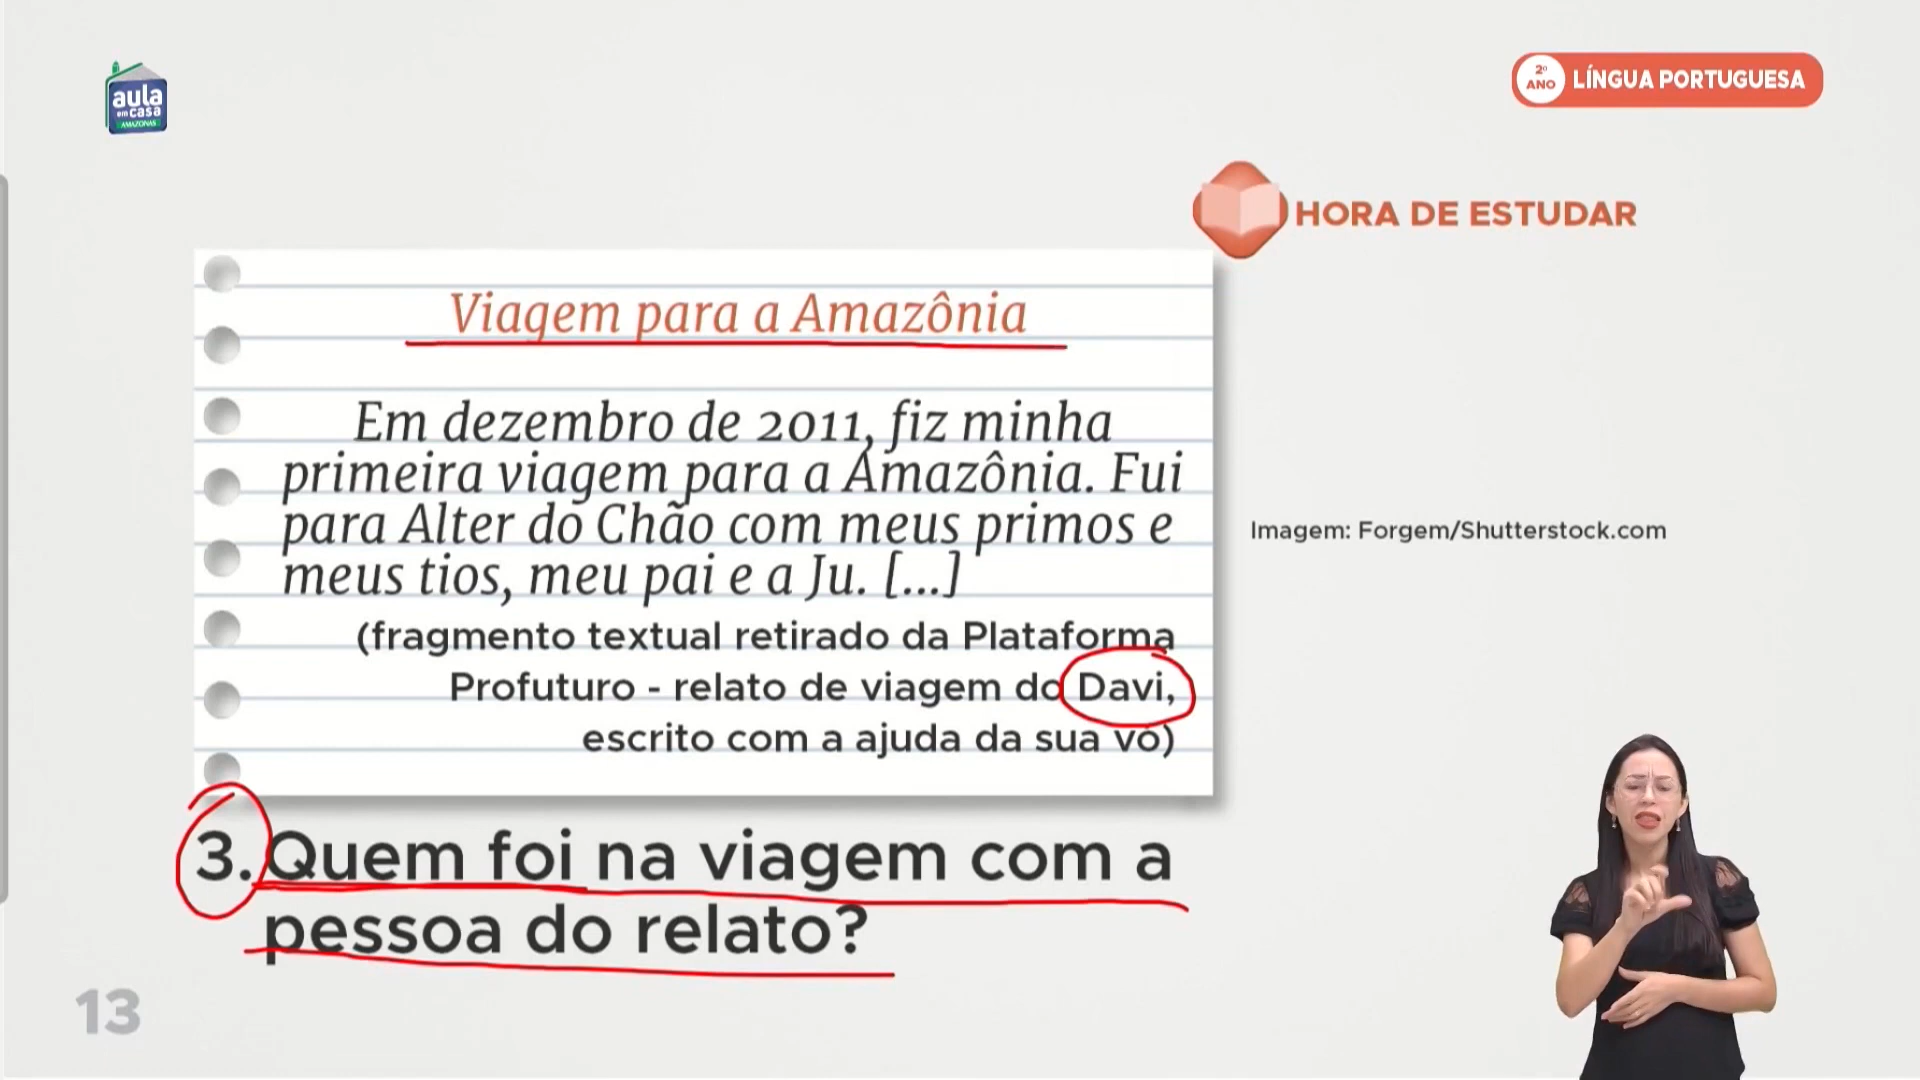 aula
em casa
AMAZONAS
2º
ANO
LÍNGUA PORTUGUESA
HORA DE ESTUDAR
Viagem para a Amazônia
Em dezembro de 2011, fiz minha
primeira viagem para a Amazônia. Fui
para Alter do Chão com meus primos e
meus tios, meu pai e a Ju. [...]
(fragmento textual retirado da Plataforma
Profuturo - relato de viagem do Davi,
escrito com a ajuda da sua vó)
Imagem: Forgem/Shutterstock.com
3. Quem foi na viagem com a
pessoa do relato?
13